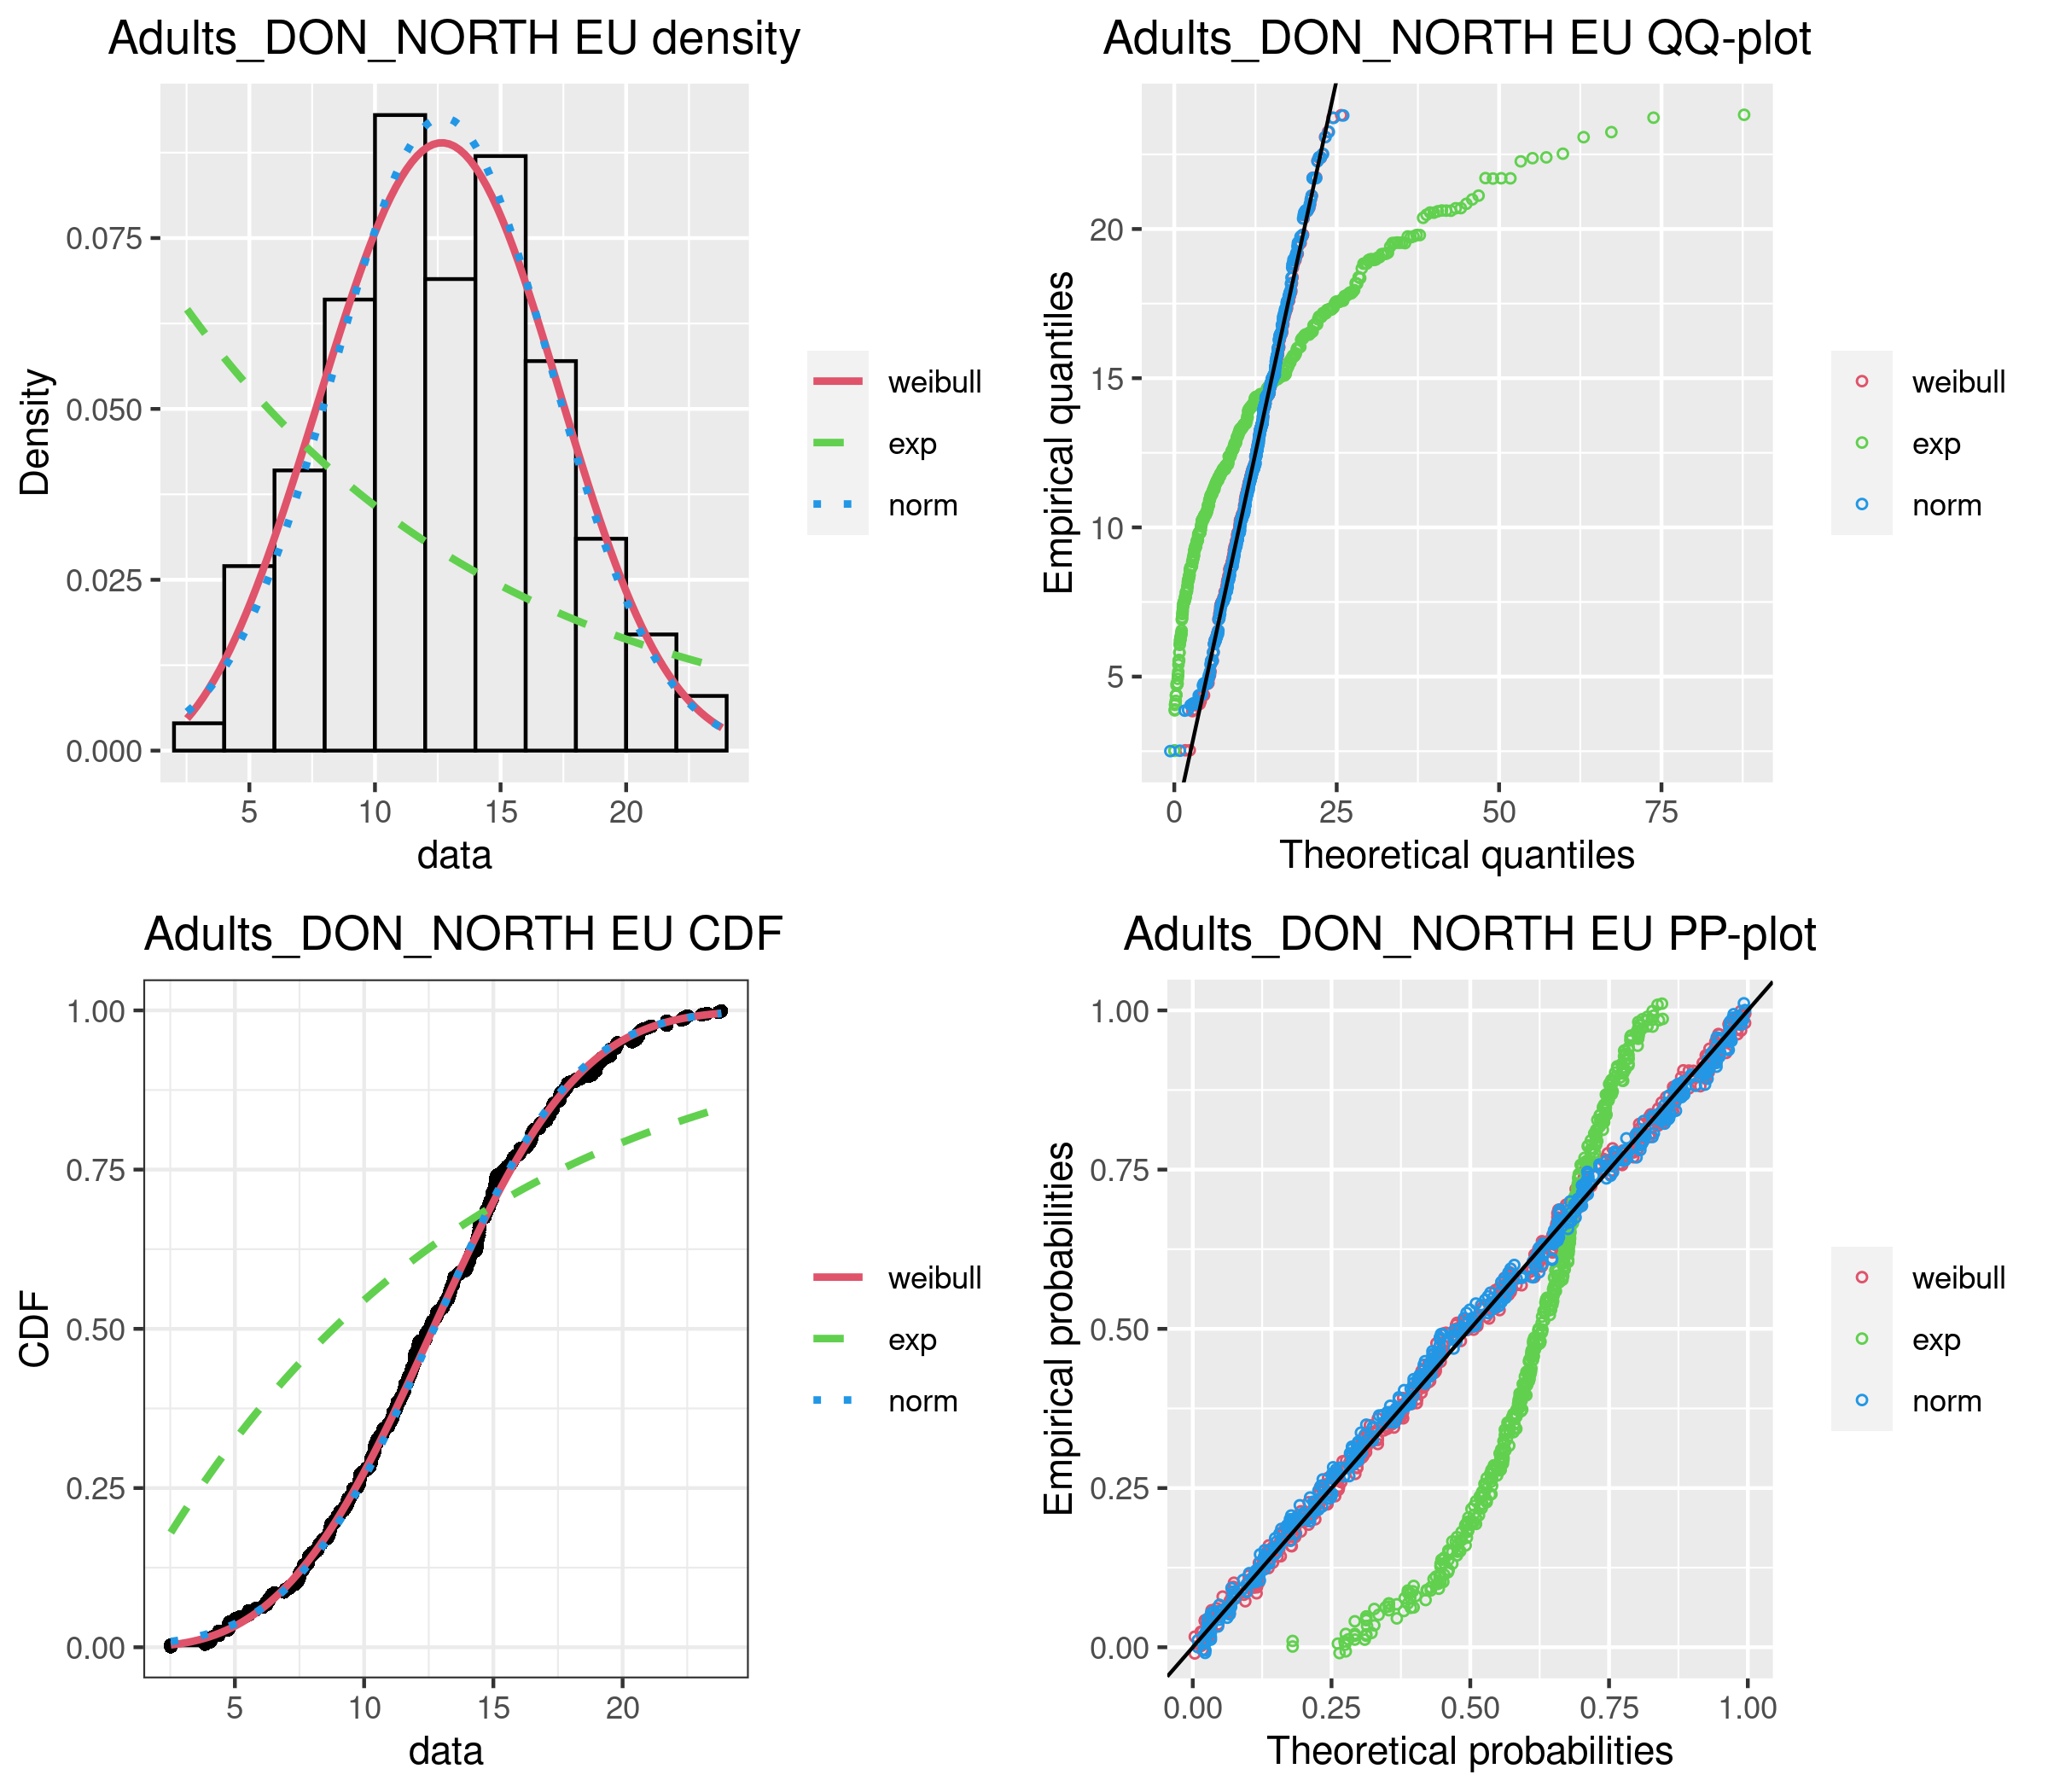 Adults_DON_NORTH EU density
Density
0.075
0.050
0.025
0.000
5 10 15 20
data
weibull
exp
norm
Adults_DON_NORTH EU QQ-plot
Empirical quantiles
20
15
10
5
0 25 50 75
Theoretical quantiles
weibull
exp
norm
Adults_DON_NORTH EU CDF
CDF
1.00
0.75
0.50
0.25
0.00
5 10 15 20
data
weibull
exp
norm
Adults_DON_NORTH EU PP-plot
Empirical probabilities
1.00
0.75
0.50
0.25
0.00
0.00 0.25 0.50 0.75 1.00
Theoretical probabilities
weibull
exp
norm